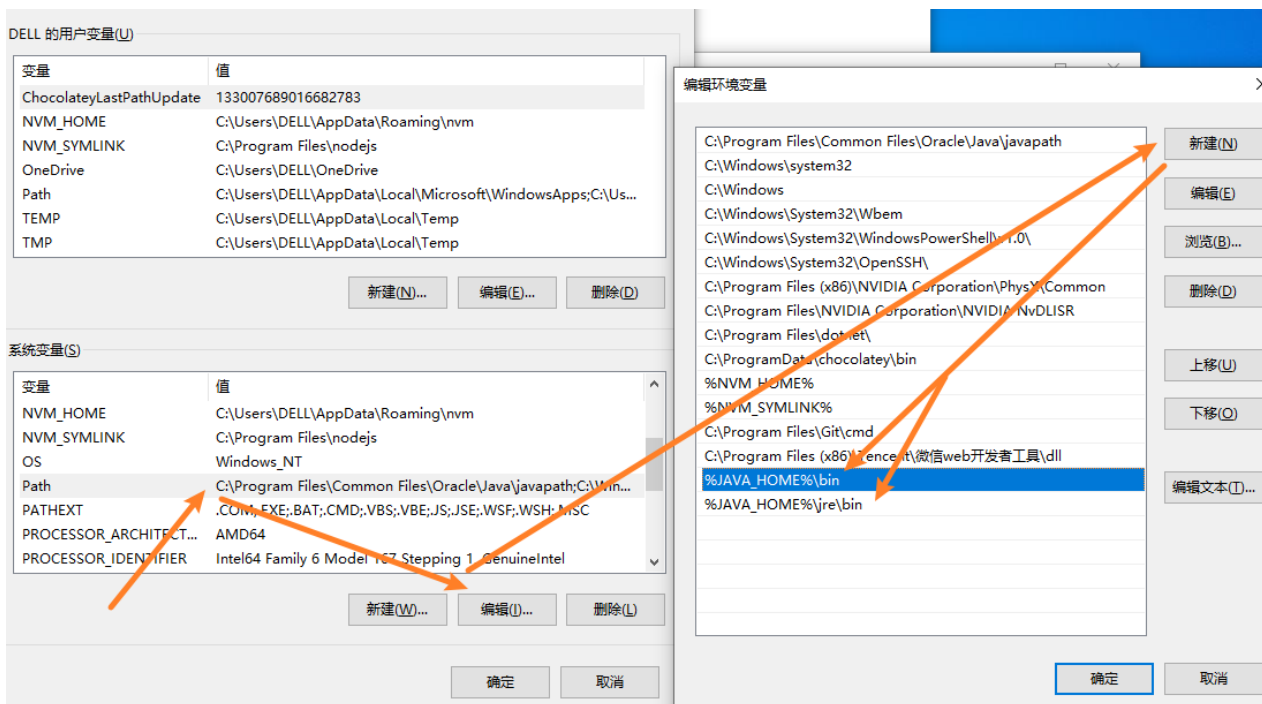 DELL 的用户变量(U)
变量 值
ChocolateyLastPathUpdate 133007689016682783
NVM_HOME C:\Users\DELL\AppData\Roaming\nvm
NVM_SYMLINK C:\Program Files\nodejs
OneDrive C:\Users\DELL\OneDrive
Path C:\Users\DELL\AppData\Local\Microsoft\WindowsApps;C:\Us...
TEMP C:\Users\DELL\AppData\Local\Temp
TMP C:\Users\DELL\AppData\Local\Temp
新建(N)... 编辑(E)... 删除(D)
系统变量(S)
变量 值
NVM_HOME C:\Users\DELL\AppData\Roaming\nvm
NVM_SYMLINK C:\Program Files\nodejs
OS Windows_NT
Path C:\Program Files\Common Files\Oracle\Java\javapath;C:\Win...
PATHEXT .COM;.EXE;.BAT;.CMD;.VBS;.VBE;.JS;.JSE;.WSF;.WSH;.MSC
PROCESSOR_ARCHITECT... AMD64
PROCESSOR_IDENTIFIER Intel64 Family 6 Model 167 Stepping 1, GenuineIntel
新建(W)... 编辑(I)... 删除(L)
确定 取消
编辑环境变量
C:\Program Files\Common Files\Oracle\Java\javapath
C:\Windows\system32
C:\Windows
C:\Windows\System32\Wbem
C:\Windows\System32\WindowsPowerShell\v1.0\
C:\Windows\System32\OpenSSH\
C:\Program Files (x86)\NVIDIA Corporation\PhysX\Common
C:\Program Files\NVIDIA Corporation\NVIDIA NvDLISR
C:\Program Files\dotnet\
C:\ProgramData\chocolatey\bin
%NVM_HOME%
%NVM_SYMLINK%
C:\Program Files\Git\cmd
C:\Program Files (x86)\Tencent\微信web开发者工具\dll
%JAVA_HOME%\bin
%JAVA_HOME%\jre\bin
新建(N)
编辑(E)
浏览(B)...
删除(D)
上移(U)
下移(O)
编辑文本(T)...
确定 取消